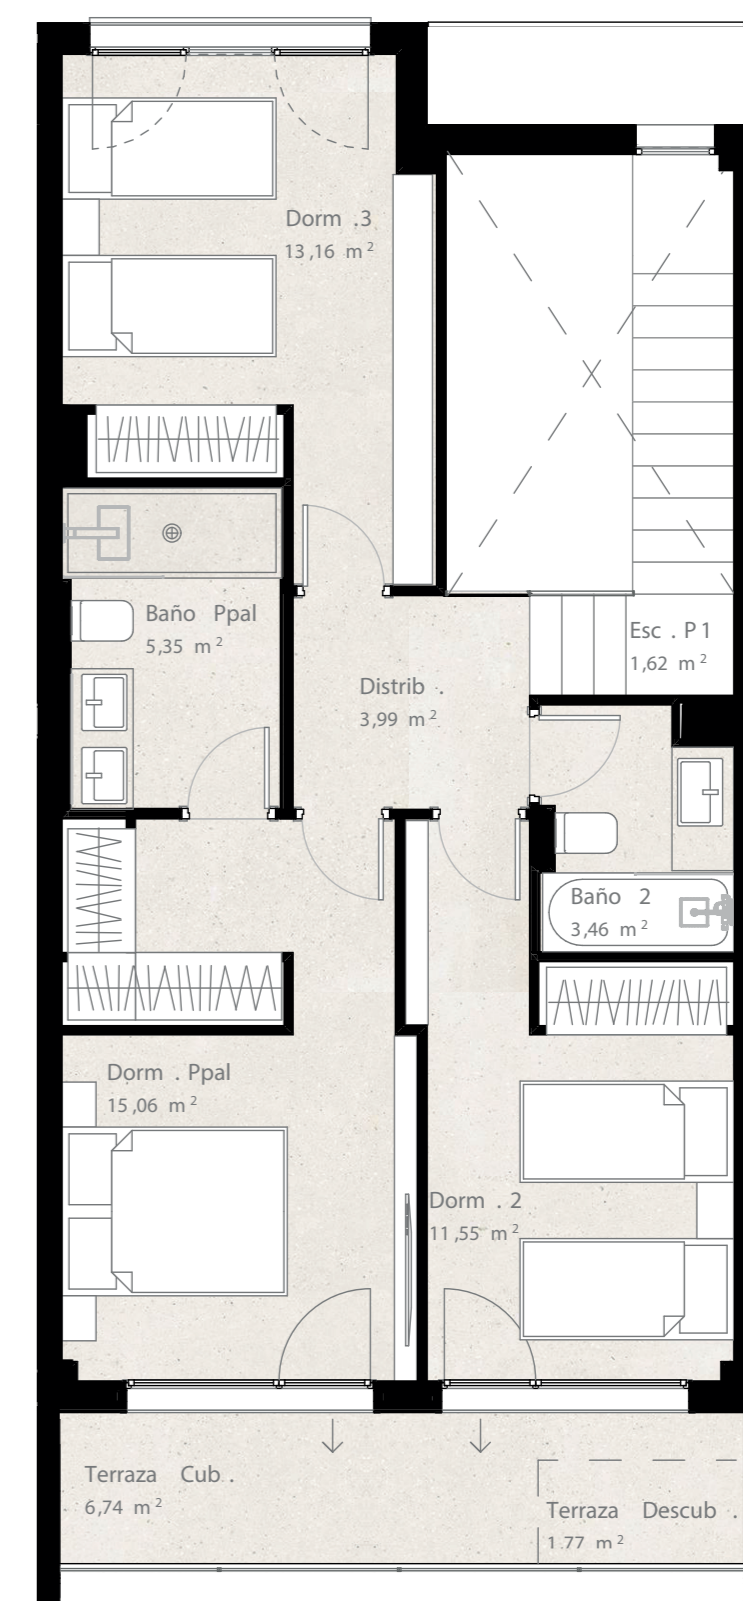 Dorm .3
13,16 m²
Baño Ppal
5,35 m²
Esc . P1
1,62 m²
Distrib .
3,99 m²
Baño 2
3,46 m²
Dorm . Ppal
15,06 m²
Dorm . 2
11,55 m²
Terraza Cub .
6,74 m²
Terraza Descub .
1.77 m²